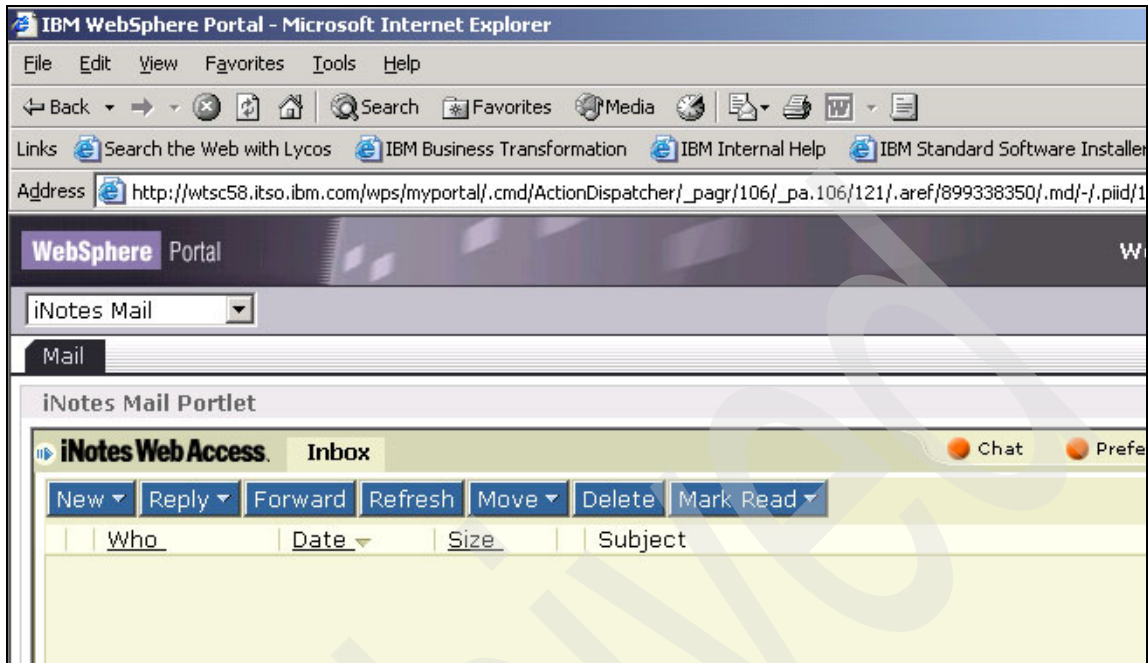 IBM WebSphere Portal - Microsoft Internet Explorer
File Edit View Favorites Tools Help
Back Search Favorites Media
Links Search the Web with Lycos IBM Business Transformation IBM Internal Help IBM Standard Software Installer
Address http://wtsc58.itso.ibm.com/wps/myportal/.cmd/ActionDispatcher/_pagr/106/_pa.106/121/.aref/899338350/.md/-/.piid/1
WebSphere Portal
iNotes Mail
Mail
iNotes Mail Portlet
iNotes Web Access. Inbox Chat Prefe
New Reply Forward Refresh Move Delete Mark Read
Who Date Size Subject